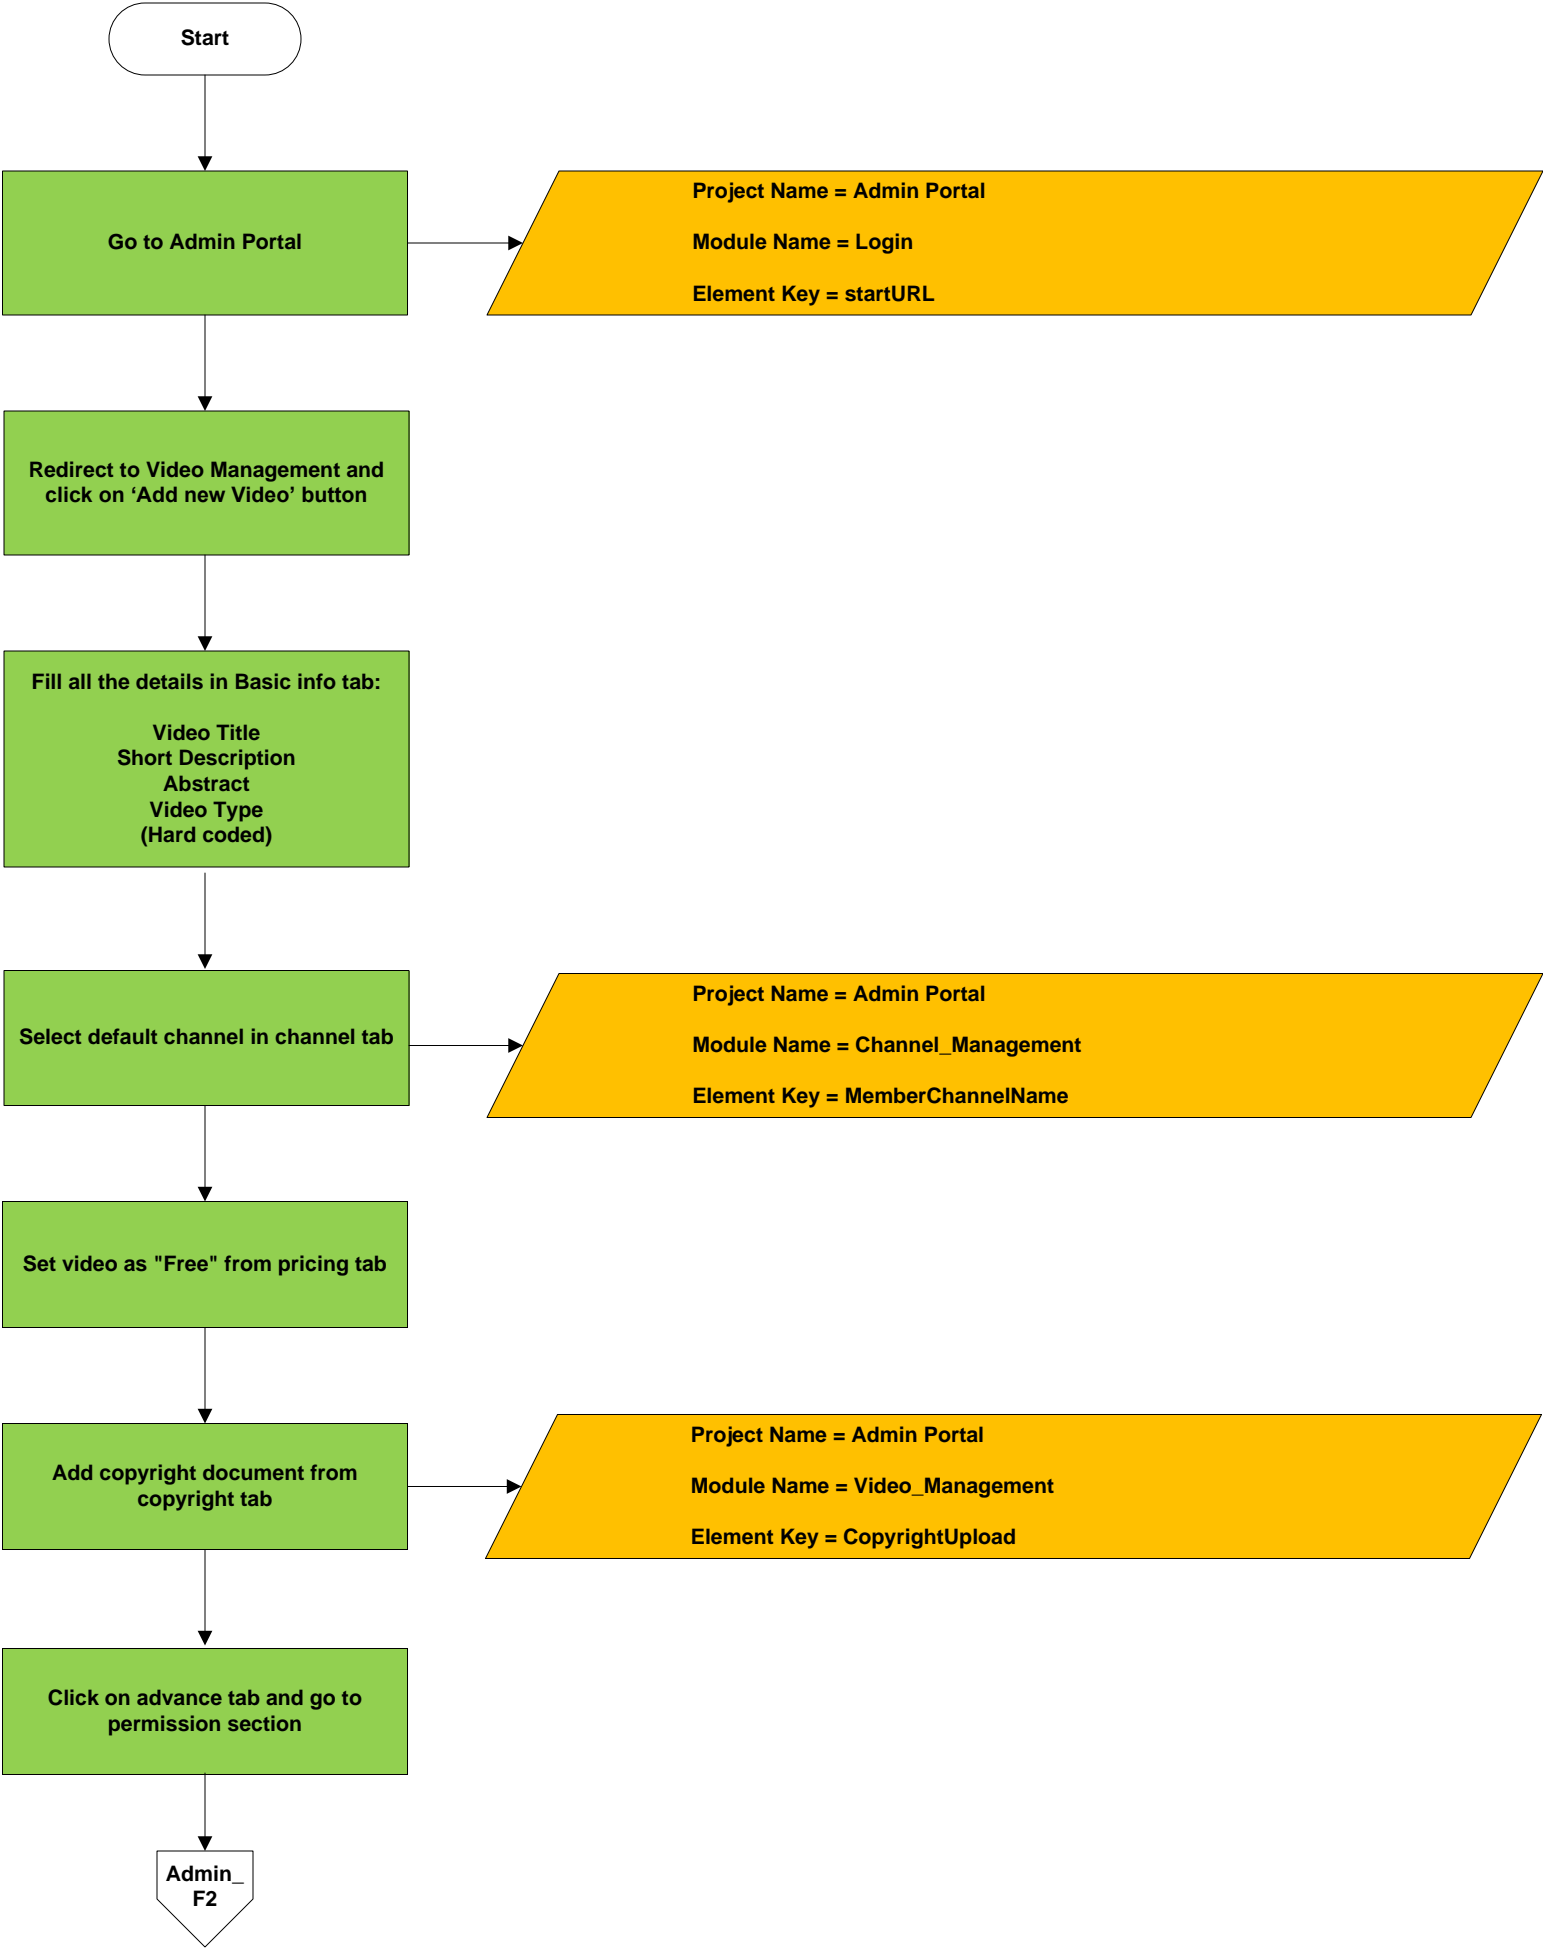 Start
Go to Admin Portal
Project Name = Admin Portal
Module Name = Login
Element Key = startURL
Redirect to Video Management and
click on ‘Add new Video’ button
Fill all the details in Basic info tab:
Video Title
Short Description
Abstract
Video Type
(Hard coded)
Select default channel in channel tab
Project Name = Admin Portal
Module Name = Channel_Management
Element Key = MemberChannelName
Set video as "Free" from pricing tab
Add copyright document from
copyright tab
Project Name = Admin Portal
Module Name = Video_Management
Element Key = CopyrightUpload
Click on advance tab and go to
permission section
Admin_
F2